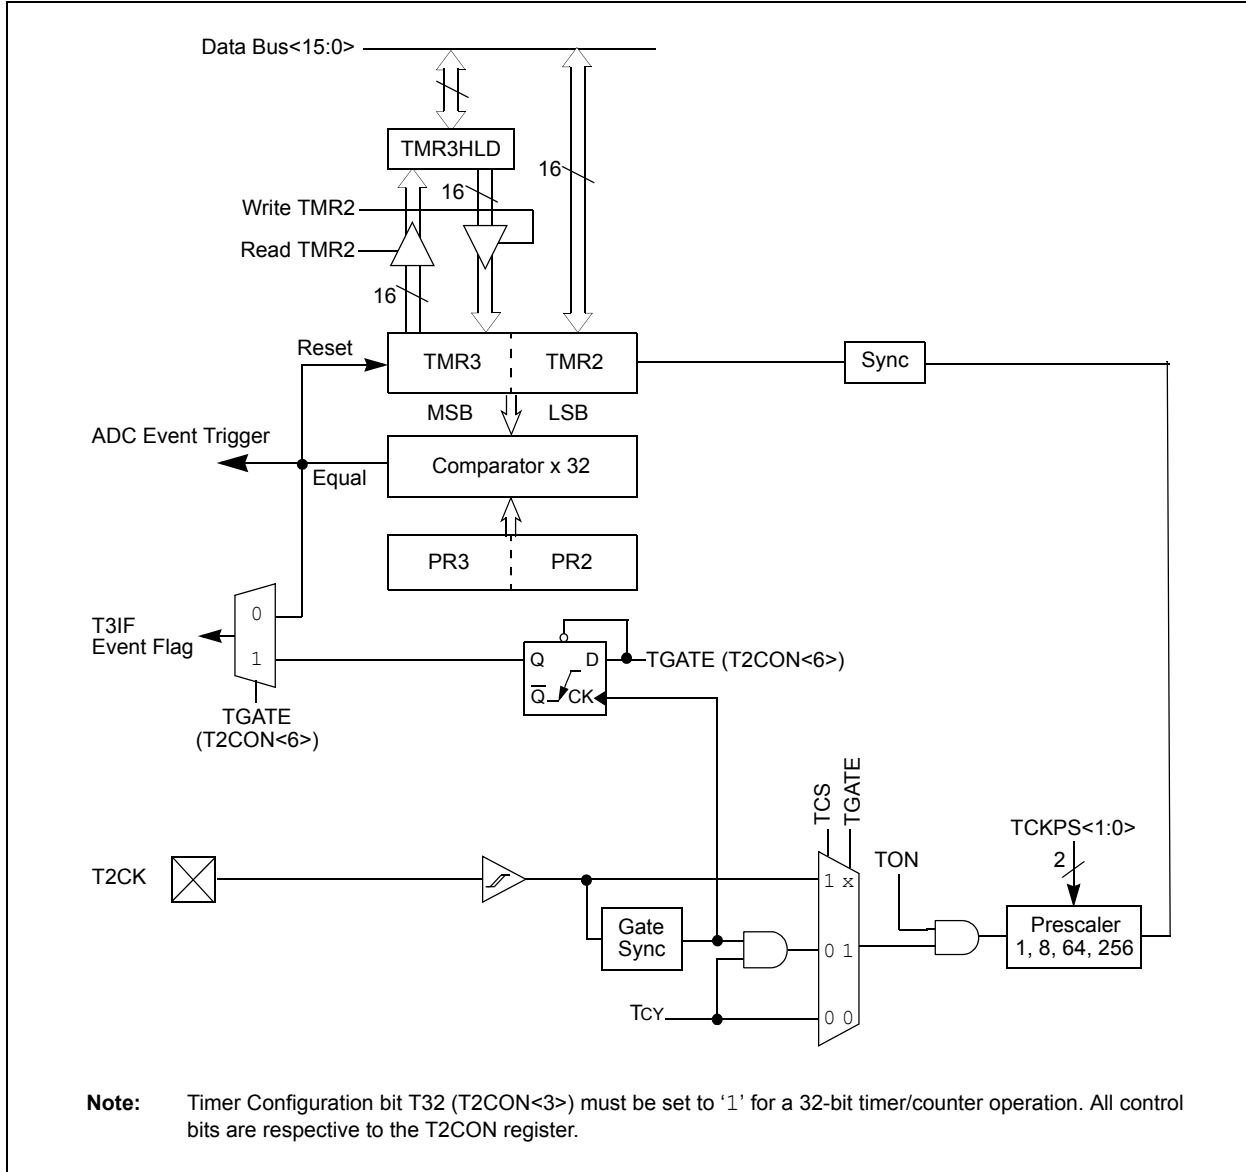 Data Bus<15:0>
TMR3HLD
16
16
Write TMR2
Read TMR2
16
Reset
TMR3
TMR2
Sync
MSB
LSB
ADC Event Trigger
Equal
Comparator x 32
PR3
PR2
0
1
T3IF
Event Flag
Q
D
Q
CK
TGATE (T2CON<6>)
TGATE
(T2CON<6>)
TCS
TGATE
TCKPS<1:0>
2
TON
T2CK
1 x
Gate
Sync
0 1
Prescaler
1, 8, 64, 256
TCY
0 0
Note: Timer Configuration bit T32 (T2CON<3>) must be set to ‘1’ for a 32-bit timer/counter operation. All control
bits are respective to the T2CON register.